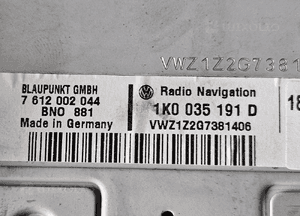 VWZ1Z2G7381
BLAUPUNKT GMBH
7 612 002 044
BNO 881
Made in Germany
Radio Navigation
1K0 035 191 D
VWZ1Z2G7381406
18